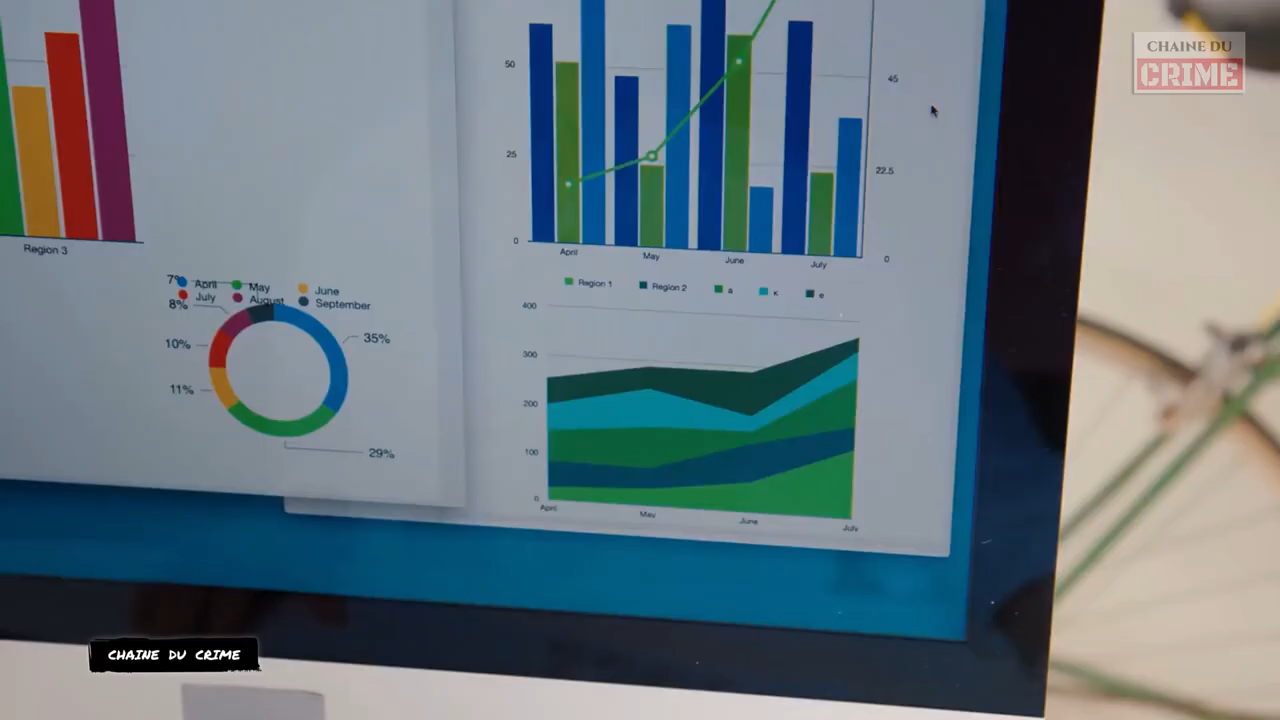 CHAINE DU
CRIME
50
25
0
45
22.5
0
April
May
June
July
Region 3
Region 1
Region 2
7%
April
May
June
July
August
September
8%
10%
11%
35%
29%
400
300
200
100
0
April
May
June
July
CHAINE DU CRIME